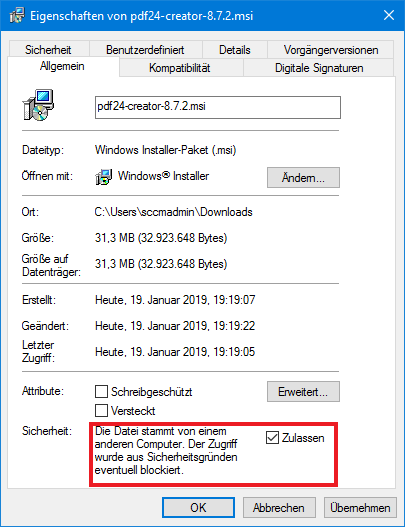 Eigenschaften von pdf24-creator-8.7.2.msi
Sicherheit Benutzerdefiniert Details Vorgängerversionen
Allgemein Kompatibilität Digitale Signaturen
pdf24-creator-8.7.2.msi
Dateityp: Windows Installer-Paket (.msi)
Öffnen mit: Windows® Installer Ändern...
Ort: C:\Users\sccmadmin\Downloads
Größe: 31,3 MB (32.923.648 Bytes)
Größe auf
Datenträger: 31,3 MB (32.923.648 Bytes)
Erstellt: Heute, 19. Januar 2019, 19:19:07
Geändert: Heute, 19. Januar 2019, 19:19:22
Letzter
Zugriff: Heute, 19. Januar 2019, 19:19:05
Attribute: Schreibgeschützt Erweitert...
Versteckt
Sicherheit: Die Datei stammt von einem
anderen Computer. Der Zugriff Zulassen
wurde aus Sicherheitsgründen
eventuell blockiert.
OK Abbrechen Übernehmen